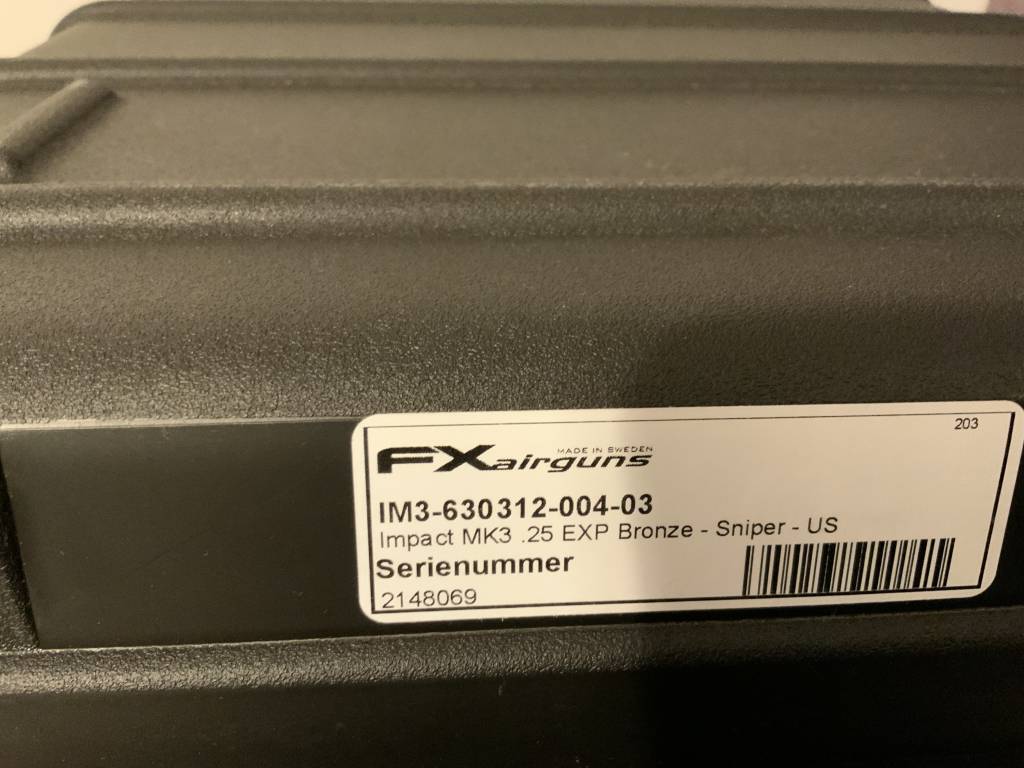 203
MADE IN SWEDEN
FXairguns
IM3-630312-004-03
Impact MK3 .25 EXP Bronze - Sniper - US
Serienummer
2148069